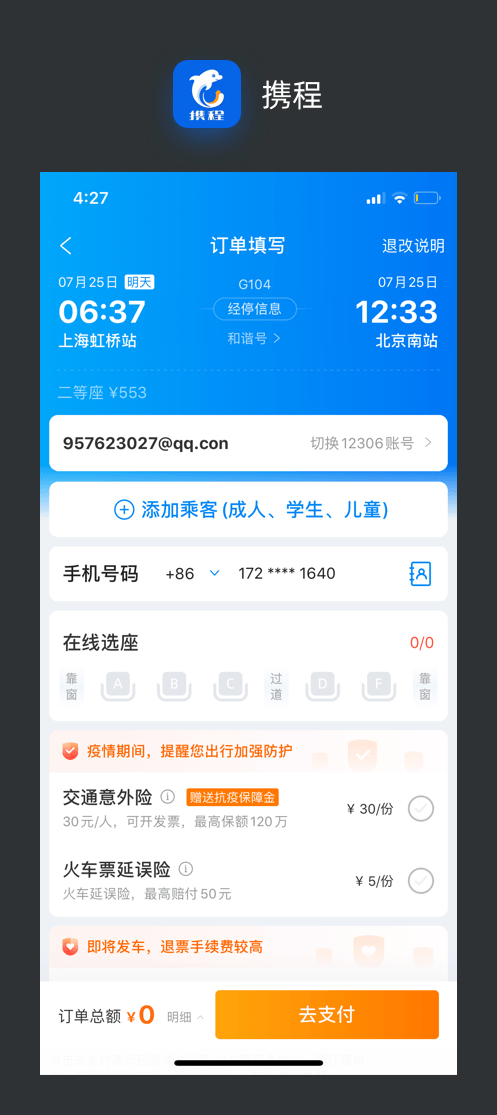 携程
携程
4:27
订单填写
退改说明
07月25日 明天
G104
07月25日
06:37
经停信息
12:33
上海虹桥站
和谐号
北京南站
二等座 ¥553
957623027@qq.con
切换12306账号
添加乘客(成人、学生、儿童)
手机号码 +86 172 **** 1640
在线选座
0/0
靠窗 A B C 过道 D F 靠窗
疫情期间，提醒您出行加强防护
交通意外险 赠送抗疫保障金
¥ 30/份
30元/人，可开发票，最高保额120万
火车票延误险
¥ 5/份
火车延误险，最高赔付50元
即将发车，退票手续费较高
订单总额 ¥0 明细
去支付